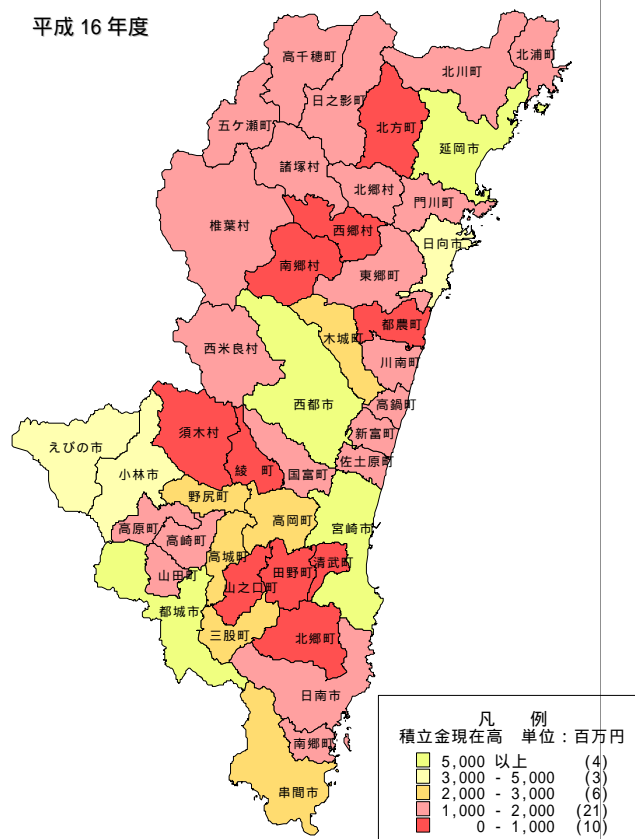 平成 16 年度
高千穂町
北川町
北浦町
日之影町
五ケ瀬町
北方町
延岡市
諸塚村
北郷村
門川町
椎葉村
西郷村
日向市
南郷村
東郷町
都農町
木城町
西米良村
川南町
西都市
高鍋町
須木村
新富町
えびの市
綾 町
佐土原町
小林市
国富町
野尻町
高岡町
宮崎市
高原町
高崎町
高城町
清武町
山田町
田野町
山之口町
都城市
三股町
北郷町
日南市
南郷町
串間市
凡 例
積立金現在高 単位：百万円
5,000 以上 (4)
3,000 - 5,000 (3)
2,000 - 3,000 (6)
1,000 - 2,000 (21)
0 - 1,000 (10)